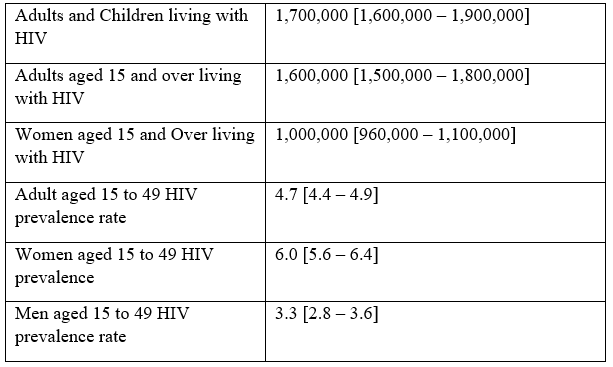 Adults and Children living with 1,700,000 [1,600,000 – 1,900,000]
HIV
Adults aged 15 and over living 1,600,000 [1,500,000 – 1,800,000]
with HIV
Women aged 15 and Over living 1,000,000 [960,000 – 1,100,000]
with HIV
Adult aged 15 to 49 HIV 4.7 [4.4 – 4.9]
prevalence rate
Women aged 15 to 49 HIV 6.0 [5.6 – 6.4]
prevalence
Men aged 15 to 49 HIV 3.3 [2.8 – 3.6]
prevalence rate